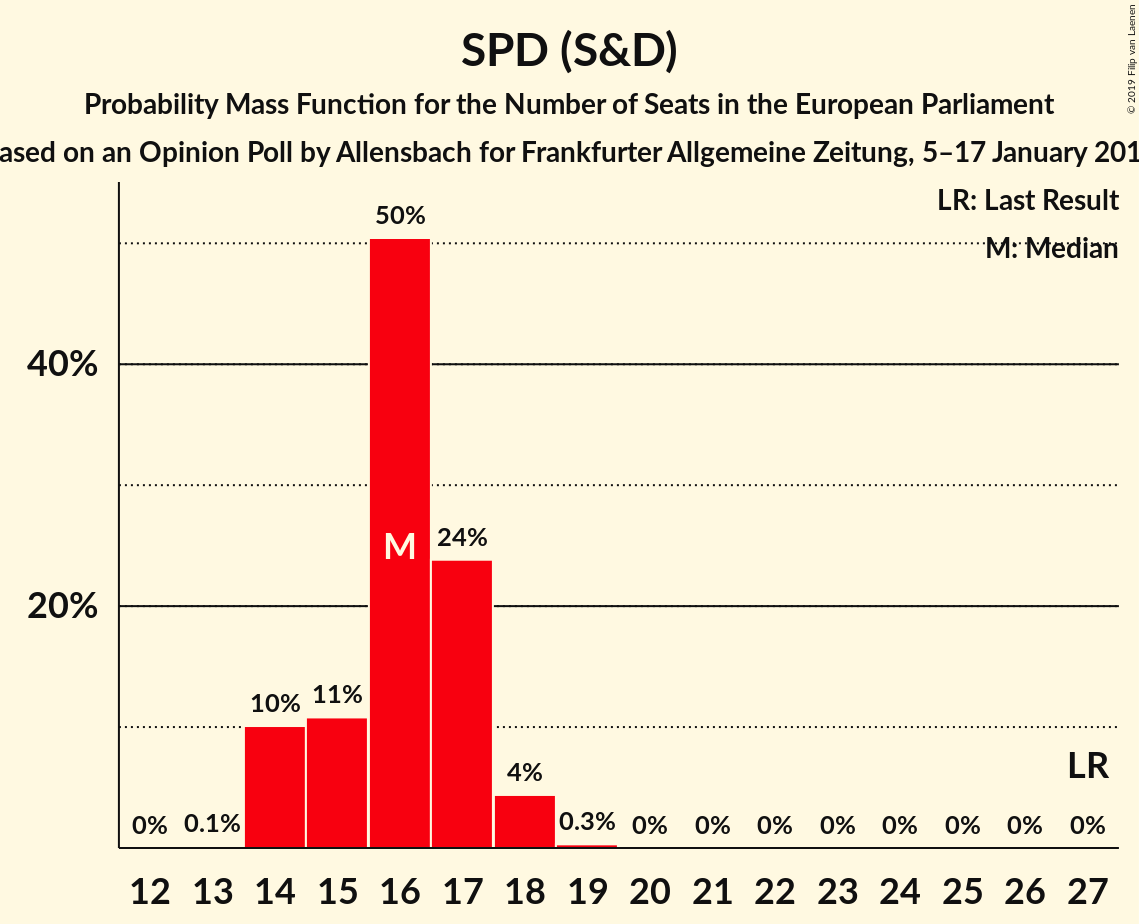 © 2019 Filip van Laenen
SPD (S&D)
Probability Mass Function for the Number of Seats in the European Parliament
ased on an Opinion Poll by Allensbach for Frankfurter Allgemeine Zeitung, 5–17 January 201
LR: Last Result
M: Median
50%
40%
M
24%
20%
10%
11%
4%
LR
0%
0.1%
0.3%
0%
0%
0%
0%
0%
0%
0%
0%
12 13 14 15 16 17 18 19 20 21 22 23 24 25 26 27